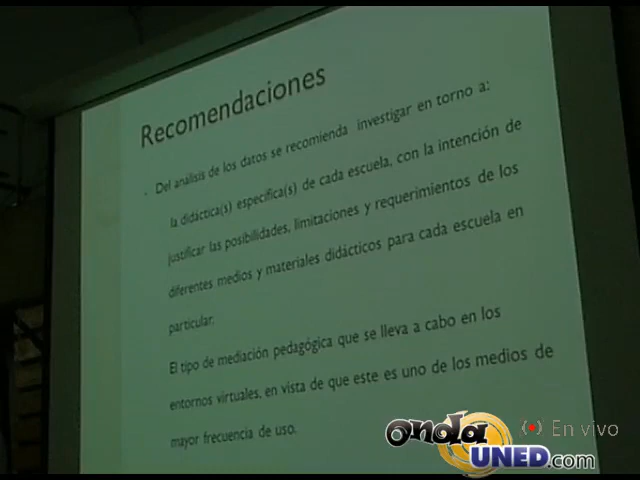 Recomendaciones
Del analisis de los datos se recomienda investigar en torno a:
la didáctica(s) específica(s) de cada escuela, con la intención de
justificar las posibilidades, limitaciones y requerimientos de los
diferentes medios y materiales didácticos para cada escuela en
particular.
El tipo de mediación pedagógica que se lleva a cabo en los
entornos virtuales, en vista de que este es uno de los medios de
mayor frecuencia de uso.
onda
UNED.com
En vivo